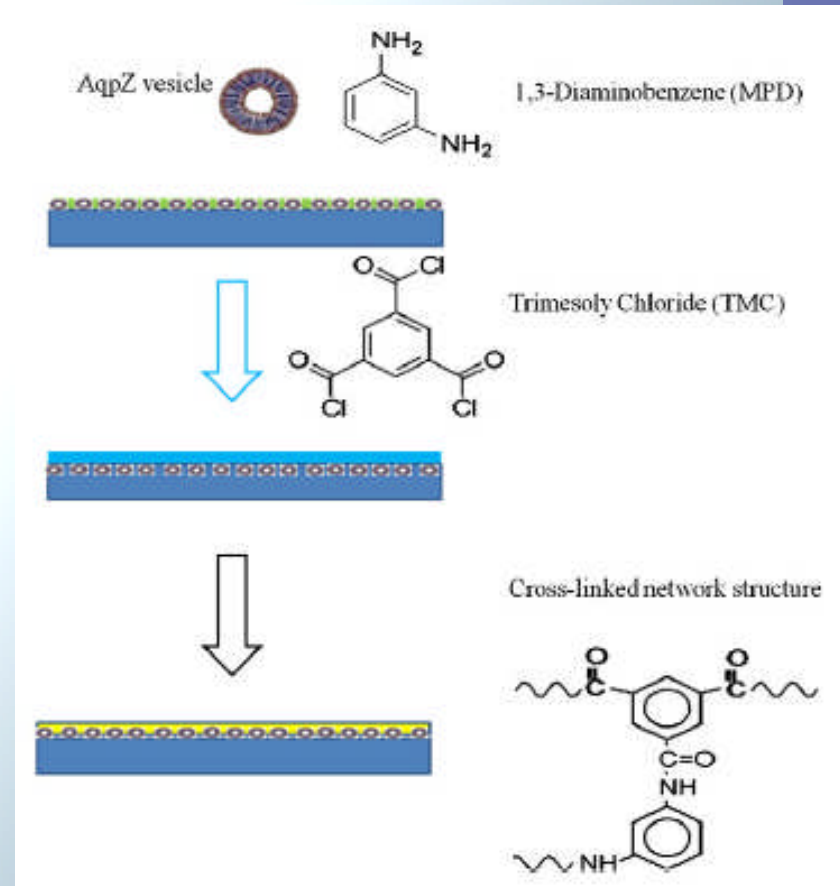 NH2
AqpZ vesicle
1,3-Diaminobenzene (MPD)
NH2
O
Cl
Trimesoly Chloride (TMC)
O
O
Cl
Cl
Cross-linked network structure
O
O
C
C
C=O
NH
NH